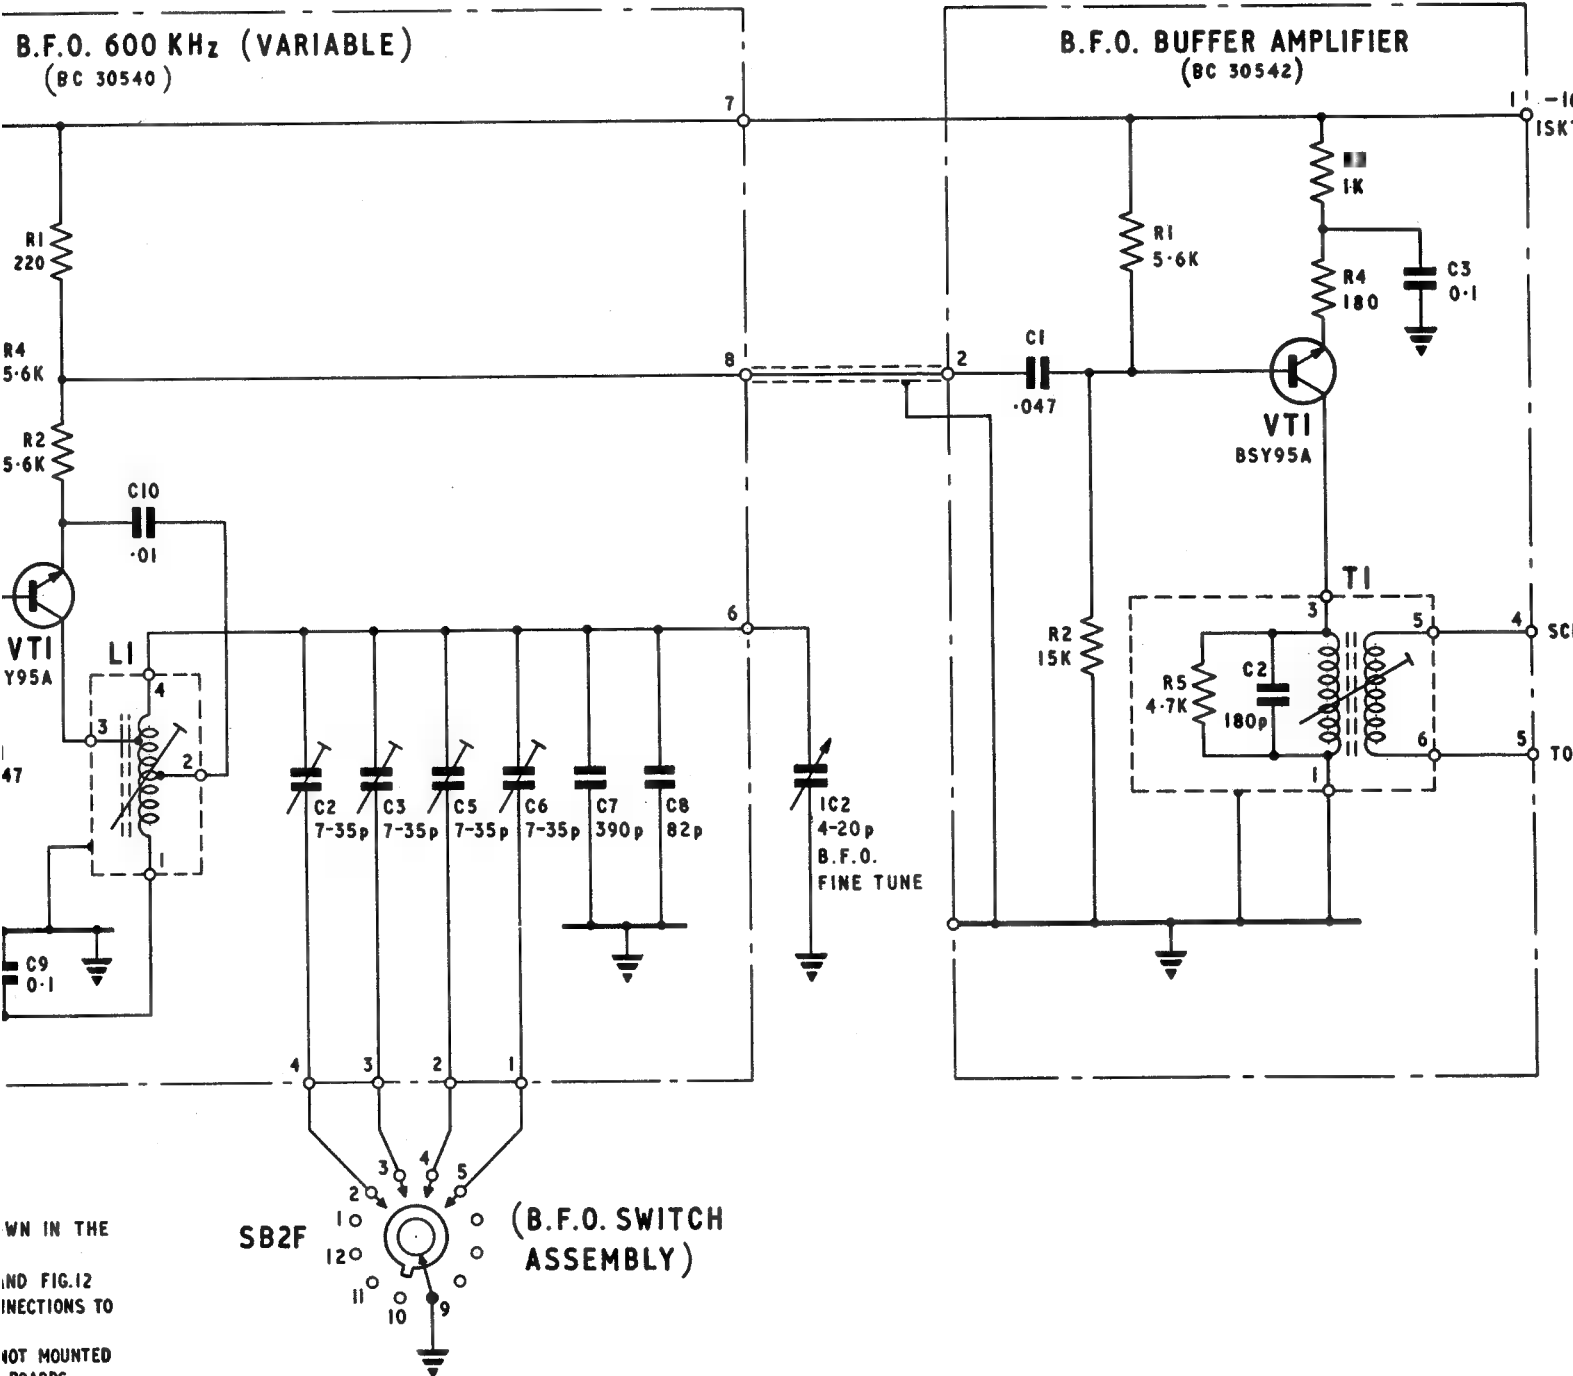 B.F.O. 600 KHz (VARIABLE)
(BC 30540)
7
R1
220
R4
5·6K
8
R2
5·6K
C10
·01
VT1
Y95A
L1
4
3
2
1
47
C9
0·1
6
C2
7-35p
C3
7-35p
C5
7-35p
C6
7-35p
C7
390p
C8
82p
1C2
4-20p
B.F.O.
FINE TUNE
4
3
2
1
B.F.O. BUFFER AMPLIFIER
(BC 30542)
1
1K
R1
5·6K
R4
180
C3
0·1
2
C1
·047
VT1
BSY95A
T1
3
R2
15K
R5
4·7K
C2
180p
5
4
6
5
TO
1
SB2F
1
2
3
4
5
12
11
10
9
(B.F.O. SWITCH
ASSEMBLY)
WN IN THE
AND FIG.12
NNECTIONS TO
NOT MOUNTED